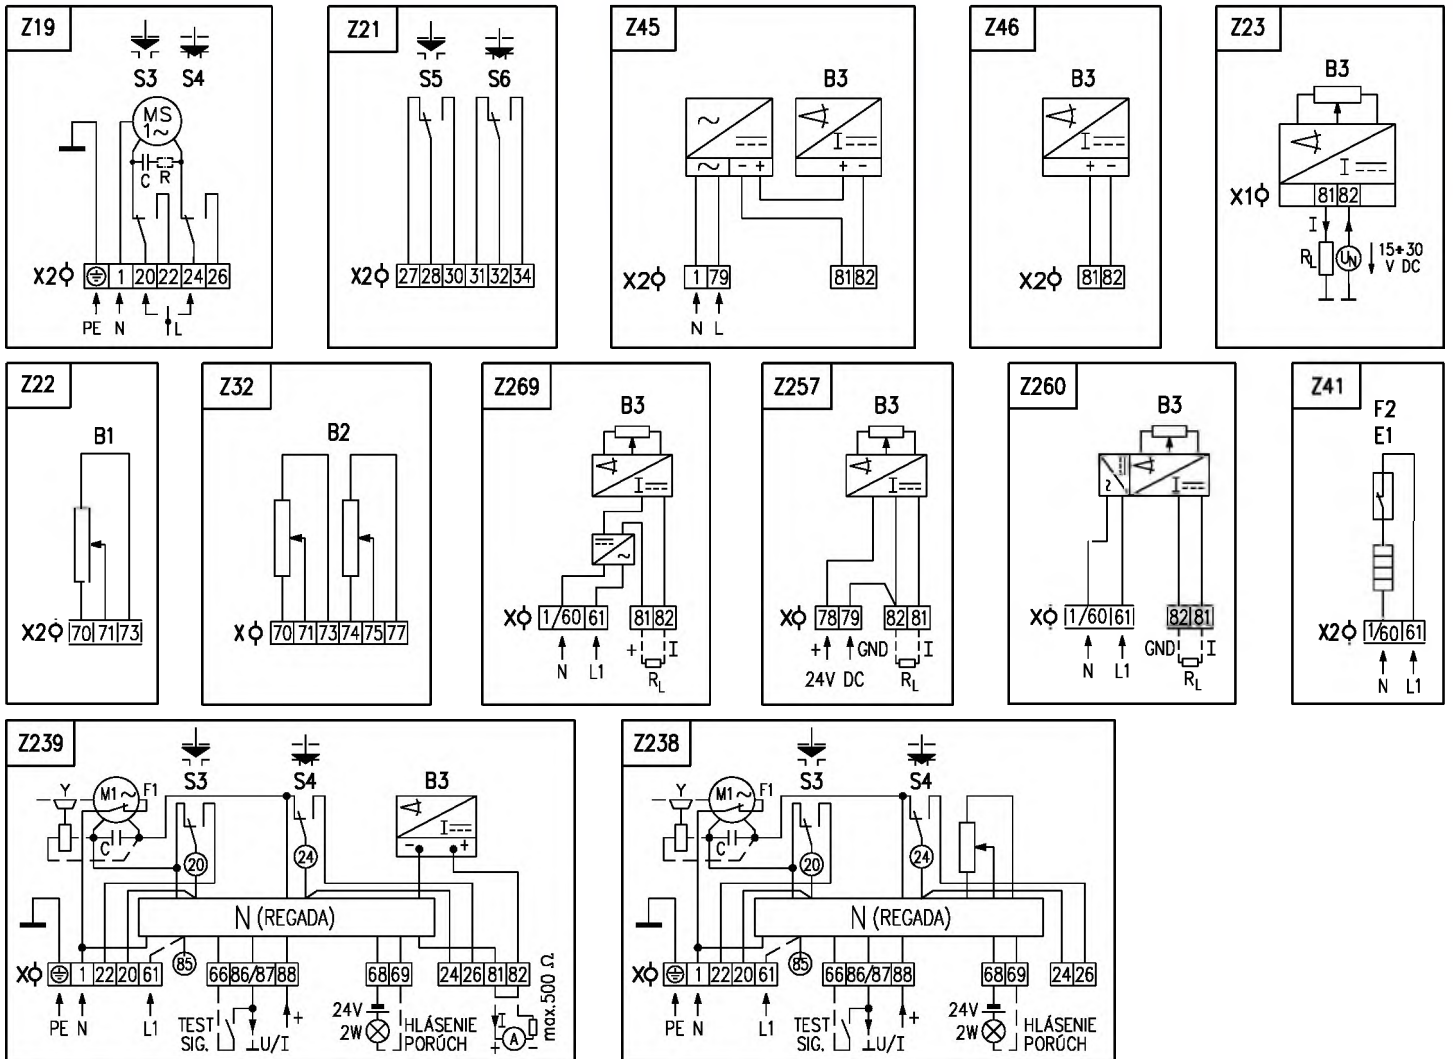 Z19
S3 S4
MS
1~
C R
X2 1 20 22 24 26
PE N L
Z21
S5 S6
X2 27 28 30 31 32 34
Z45
B3
~ ~ - + I + -
X2 1 79 81 82
N L
Z46
B3
I
+ -
X2 81 82
Z23
B3
I
X1 81 82
I
RL UN 15÷30
V DC
Z22
B1
X2 70 71 73
Z32
B2
X 70 71 73 74 75 77
Z269
B3
I
~
X 1/60 61 81 82
N L1 + I
RL
Z257
B3
I
X 78 79 82 81
+ GND I
24V DC RL
Z260
B3
~ I
X 1/60 61 82 81
N L1 GND I
RL
Z41
F2
E1
X2 1/60 61
N L1
Z239
S3 S4 B3
Y M1 ~ F1
C
I
- +
20 24
N (REGADA)
85
X 1 22 20 61 66 86/87 88 68 69 24 26 81 82
PE N L1
TEST
SIG. ⊥U/I +
24V
2W HLÁSENIE
PORÚCH
I
+ A -
max.500 Ω
Z238
S3 S4
Y M1 ~ F1
C
20 24
N (REGADA)
85
X 1 22 20 61 66 86/87 88 68 69 24 26
PE N L1
TEST
SIG. ⊥U/I +
24V
2W HLÁSENIE
PORÚCH